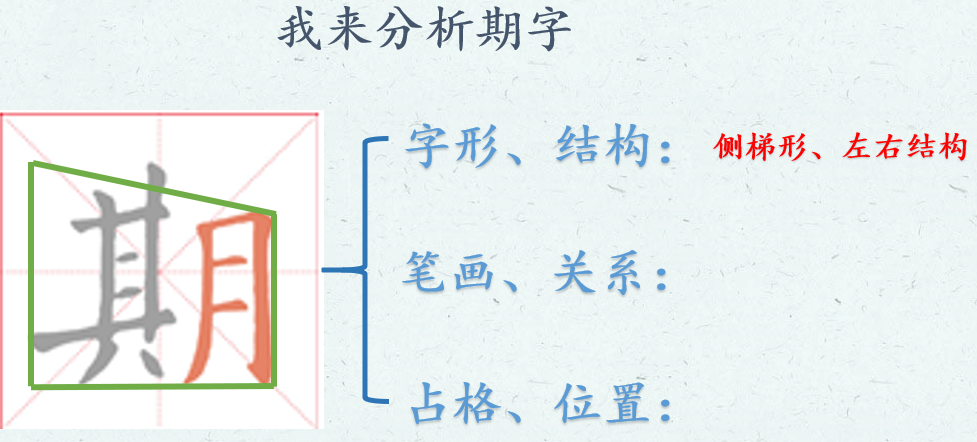 我来分析期字
期
字形、结构：侧梯形、左右结构
笔画、关系：
占格、位置：